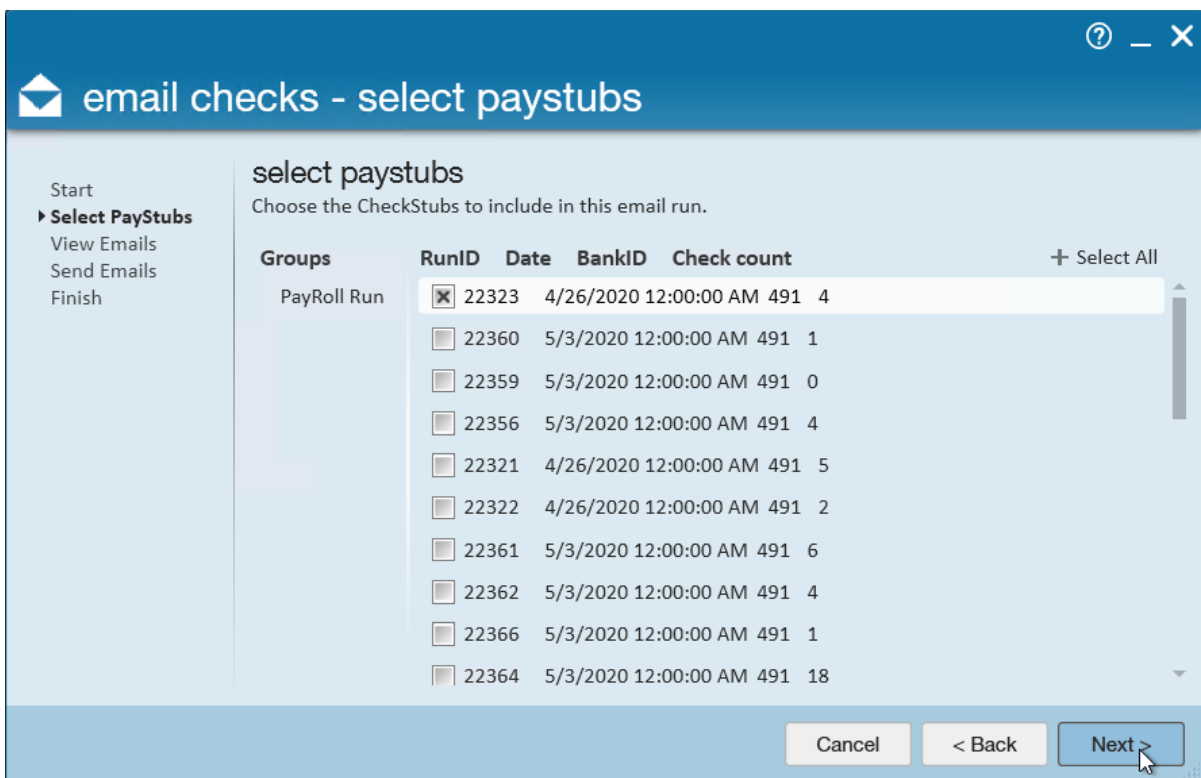 email checks - select paystubs
Start
Select PayStubs
View Emails
Send Emails
Finish
select paystubs
Choose the CheckStubs to include in this email run.
Groups
PayRoll Run
RunID Date BankID Check count
+ Select All
22323 4/26/2020 12:00:00 AM 491 4
22360 5/3/2020 12:00:00 AM 491 1
22359 5/3/2020 12:00:00 AM 491 0
22356 5/3/2020 12:00:00 AM 491 4
22321 4/26/2020 12:00:00 AM 491 5
22322 4/26/2020 12:00:00 AM 491 2
22361 5/3/2020 12:00:00 AM 491 6
22362 5/3/2020 12:00:00 AM 491 4
22366 5/3/2020 12:00:00 AM 491 1
22364 5/3/2020 12:00:00 AM 491 18
Cancel
< Back
Next >